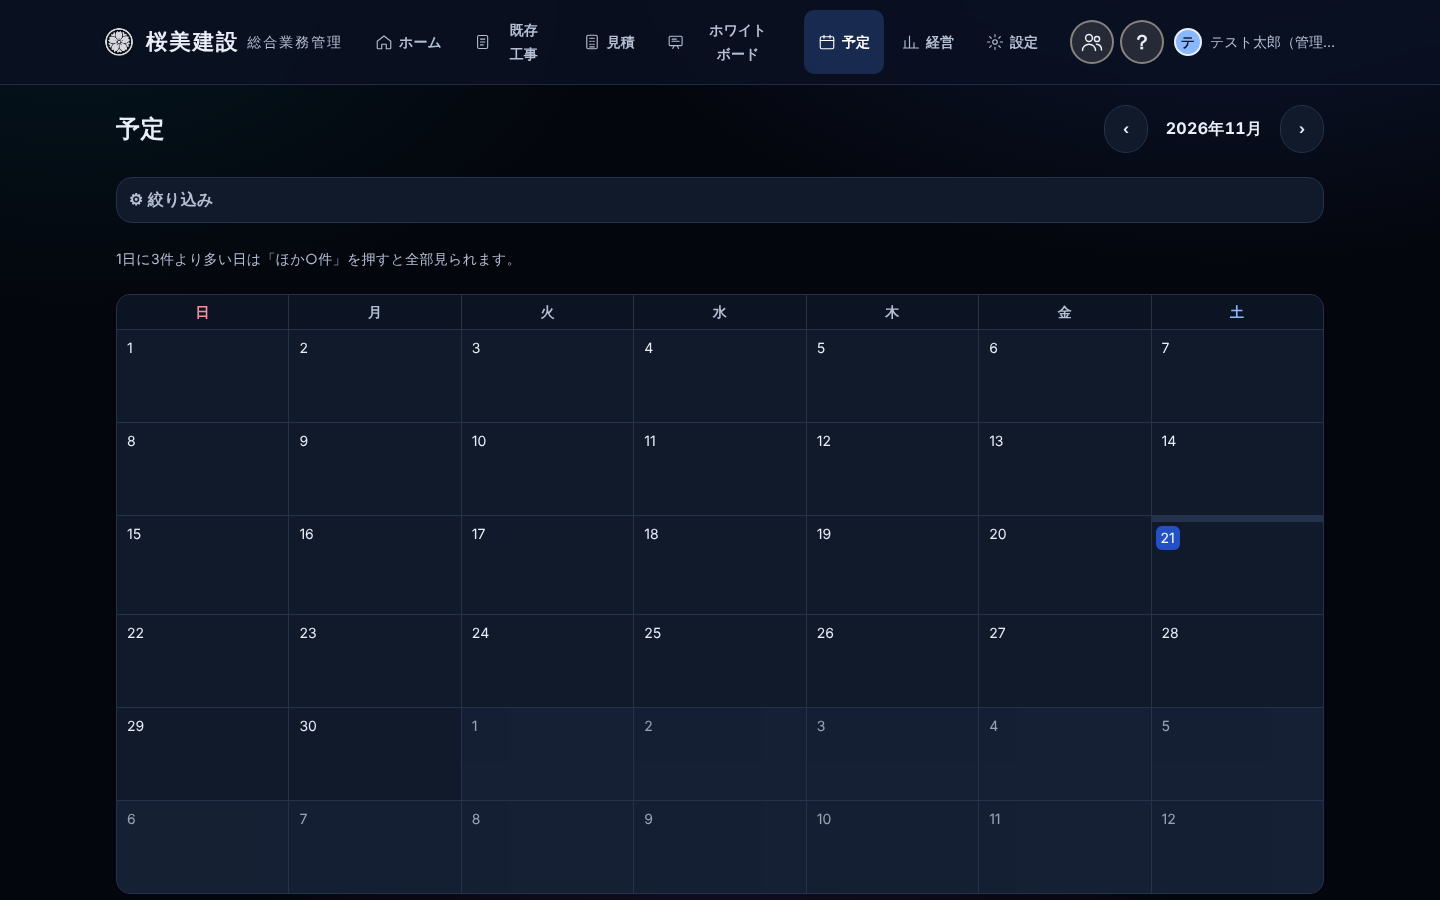 桜美建設 総合業務管理 ホーム 既存工事 見積 ホワイトボード 予定 経営 設定 ? テ テスト太郎（管理...
予定 ‹ 2026年11月 ›
⚙ 絞り込み
1日に3件より多い日は「ほか○件」を押すと全部見られます。
日 月 火 水 木 金 土
1 2 3 4 5 6 7
8 9 10 11 12 13 14
15 16 17 18 19 20 21
22 23 24 25 26 27 28
29 30 1 2 3 4 5
6 7 8 9 10 11 12